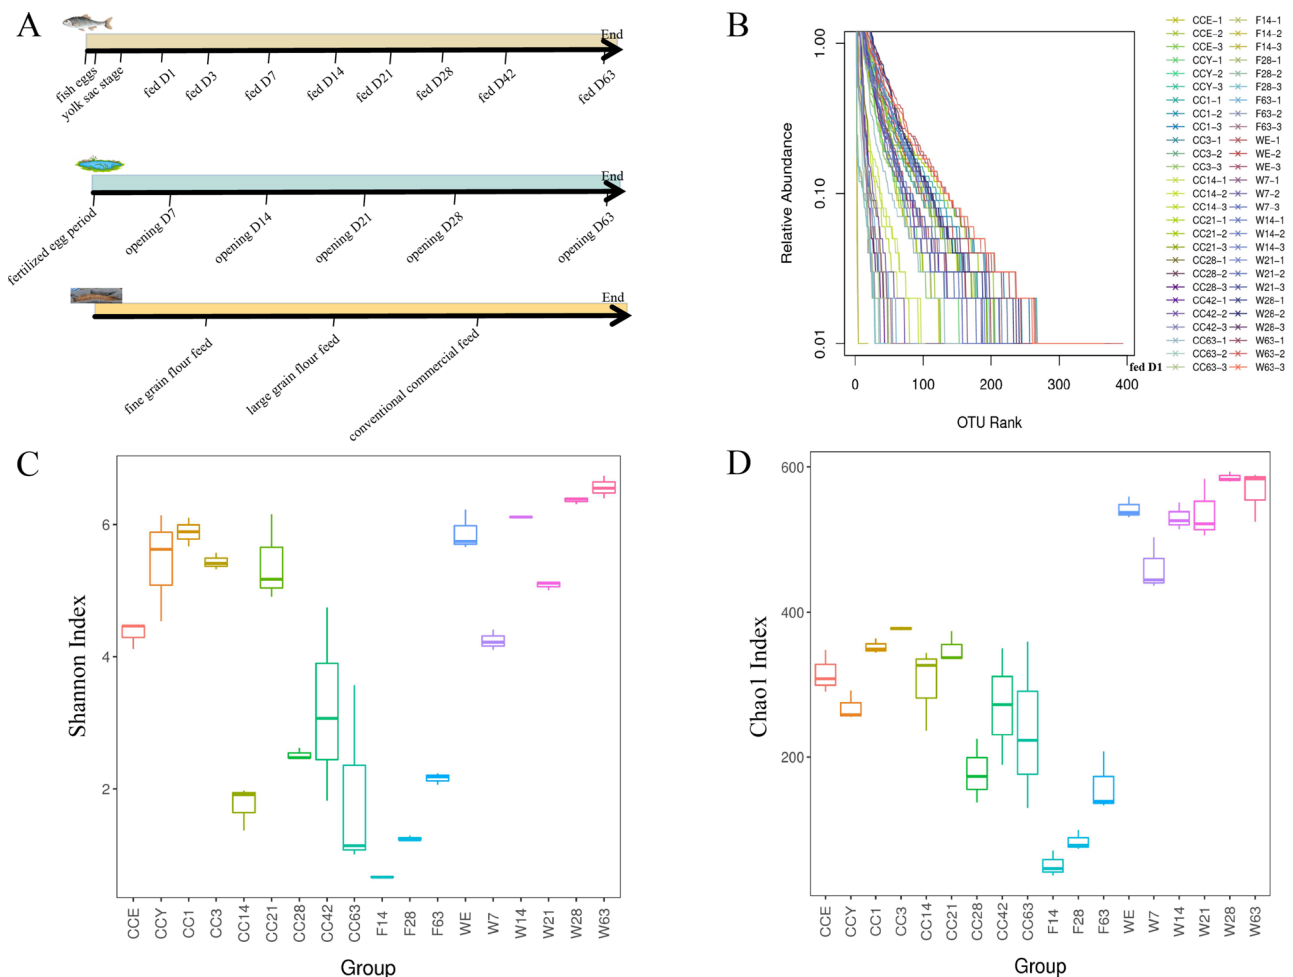 A
End
fish eggs
yolk sac stage
fed D1
fed D3
fed D7
fed D14
fed D21
fed D28
fed D42
fed D63
End
fertilized egg period
opening D7
opening D14
opening D21
opening D28
opening D63
End
fine grain flour feed
large grain flour feed
conventional commercial feed
B
Relative Abundance
1.00
0.10
0.01
0
100
200
300
400
fed D1
OTU Rank
CCE-1
CCE-2
CCE-3
CCY-1
CCY-2
CCY-3
CC1-1
CC1-2
CC1-3
CC3-1
CC3-2
CC3-3
CC14-1
CC14-2
CC14-3
CC21-1
CC21-2
CC21-3
CC28-1
CC28-2
CC28-3
CC42-1
CC42-2
CC42-3
CC63-1
CC63-2
CC63-3
F14-1
F14-2
F14-3
F28-1
F28-2
F28-3
F63-1
F63-2
F63-3
WE-1
WE-2
WE-3
W7-1
W7-2
W7-3
W14-1
W14-2
W14-3
W21-1
W21-2
W21-3
W28-1
W28-2
W28-3
W63-1
W63-2
W63-3
C
Shannon Index
6
4
2
CCE
CCY
CC1
CC3
CC14
CC21
CC28
CC42
CC63
F14
F28
F63
WE
W7
W14
W21
W28
W63
Group
D
Chao1 Index
600
400
200
CCE
CCY
CC1
CC3
CC14
CC21
CC28
CC42
CC63
F14
F28
F63
WE
W7
W14
W21
W28
W63
Group